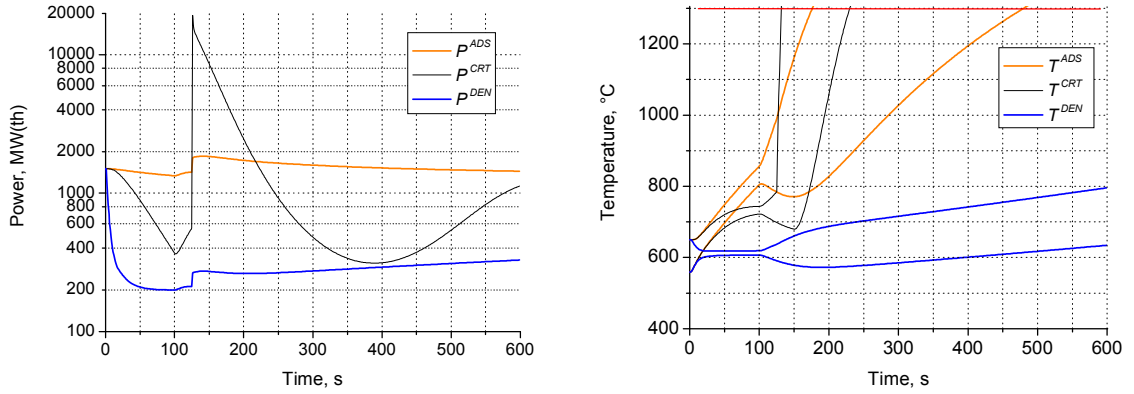 20000
10000
8000
6000
4000
2000
1000
800
600
400
200
100
Power, MW(th)
P ADS
P CRT
P DEN
0 100 200 300 400 500 600
Time, s
1200
1000
800
600
400
Temperature, °C
T ADS
T CRT
T DEN
0 100 200 300 400 500 600
Time, s